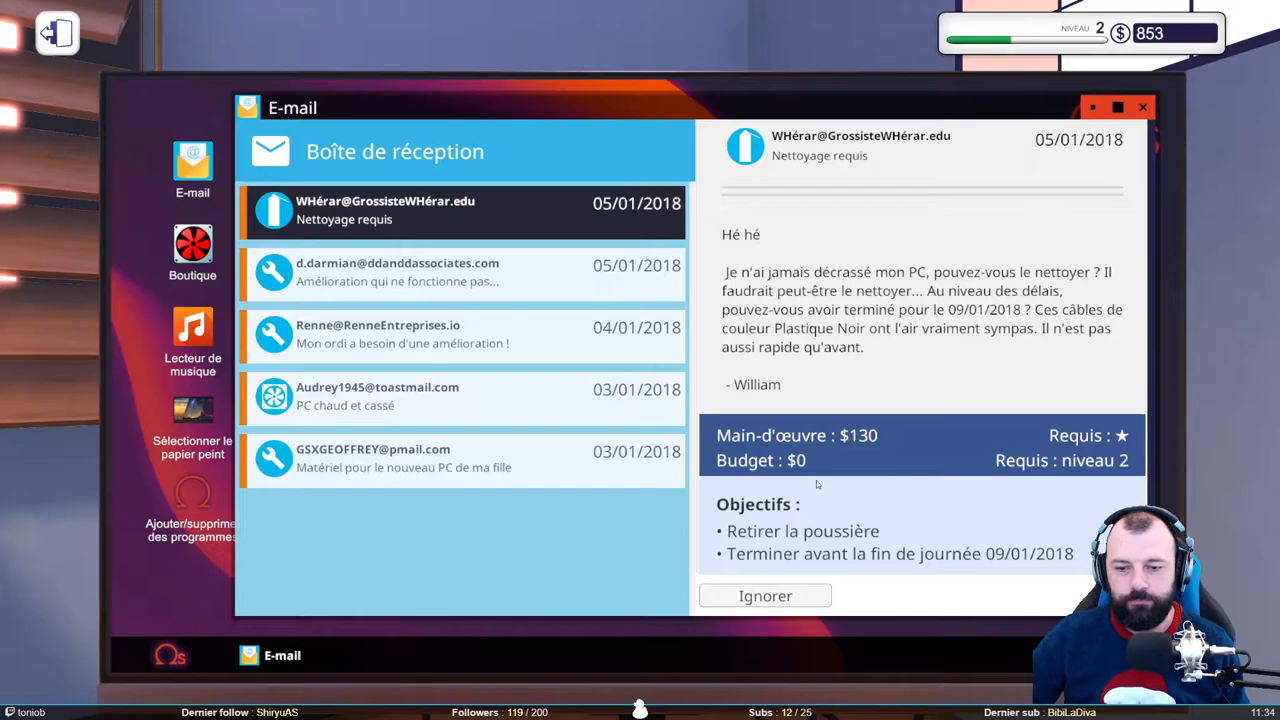 NIVEAU 2 $ 853
E-mail
Boîte de réception
WHérar@GrossisteWHérar.edu 05/01/2018
Nettoyage requis
d.darmian@ddanddassociates.com 05/01/2018
Amélioration qui ne fonctionne pas...
Renne@RenneEntreprises.io 04/01/2018
Mon ordi a besoin d'une amélioration !
Audrey1945@toastmail.com 03/01/2018
PC chaud et cassé
GSXGEOFFREY@pmail.com 03/01/2018
Matériel pour le nouveau PC de ma fille
WHérar@GrossisteWHérar.edu 05/01/2018
Nettoyage requis
Hé hé
Je n'ai jamais décrassé mon PC, pouvez-vous le nettoyer ? Il
faudrait peut-être le nettoyer... Au niveau des délais,
pouvez-vous avoir terminé pour le 09/01/2018 ? Ces câbles de
couleur Plastique Noir ont l'air vraiment sympas. Il n'est pas
aussi rapide qu'avant.
- William
Main-d'œuvre : $130 Requis : ★
Budget : $0 Requis : niveau 2
Objectifs :
• Retirer la poussière
• Terminer avant la fin de journée 09/01/2018
Ignorer
E-mail
Boutique
Lecteur de
musique
Sélectionner le
papier peint
Ajouter/supprime
des programmes
Ωs E-mail
toniob Dernier follow : ShiryuAS Followers : 119 / 200 Subs : 12 / 25 Dernier sub : BibiLaDiva 11:34